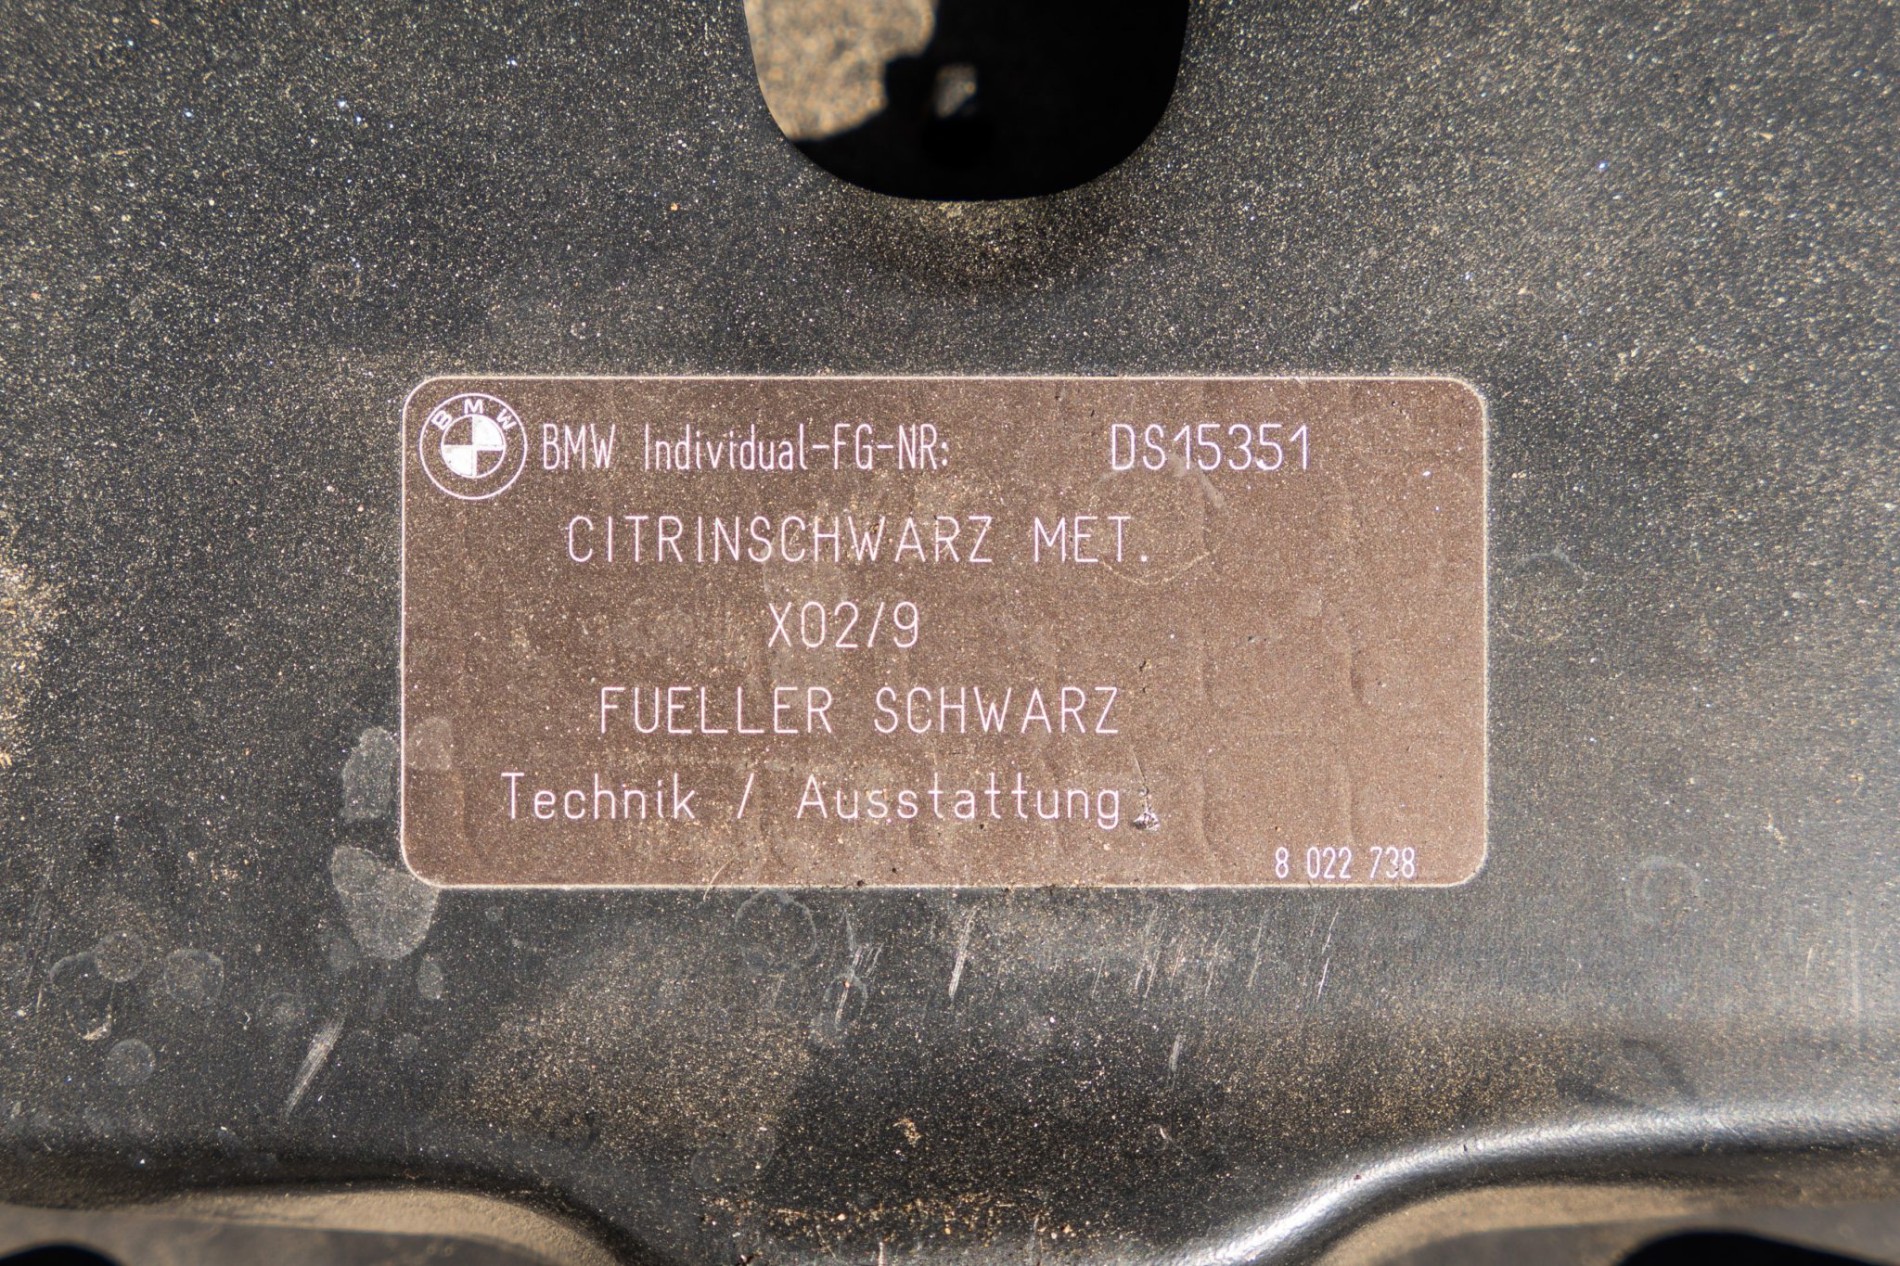 BMW BMW Individual-FG-NR: DS15351
CITRINSCHWARZ MET.
X02/9
FUELLER SCHWARZ
Technik / Ausstattung
8 022 738